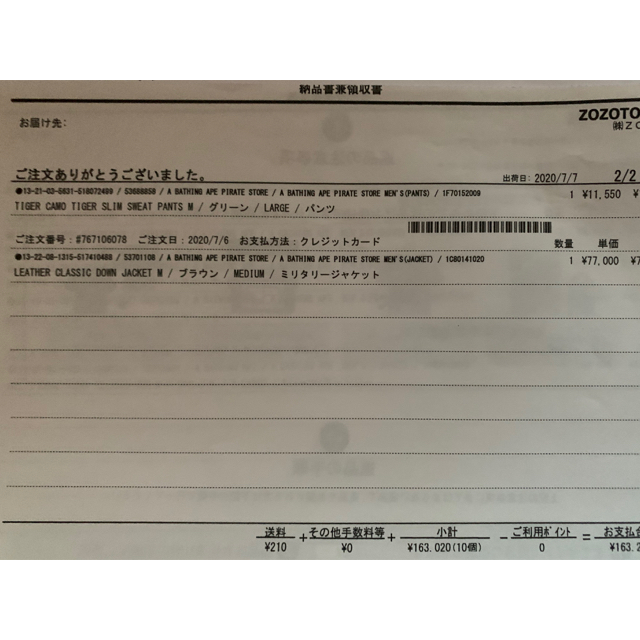 納品書兼領収書
ZOZOTO
お届け先:
㈱ZO
ご注文ありがとうございました。
出荷日:2020/7/7 2/2
●13-21-03-5631-518072499 / 53688858 / A BATHING APE PIRATE STORE / A BATHING APE PIRATE STORE MEN'S(PANTS) / 1F70152009 1 ¥11,550 ¥
TIGER CAMO TIGER SLIM SWEAT PANTS M / グリーン / LARGE / パンツ
ご注文番号:#767106078 ご注文日:2020/7/6 お支払方法:クレジットカード 数量 単価
●13-22-08-1315-517410488 / 53701108 / A BATHING APE PIRATE STORE / A BATHING APE PIRATE STORE MEN'S(JACKET) / 1C80141020 1 ¥77,000 ¥7
LEATHER CLASSIC DOWN JACKET M / ブラウン / MEDIUM / ミリタリージャケット
送料 + その他手数料等 + 小計 - ご利用ポイント = お支払合
¥210 ¥0 ¥163,020(10個) 0 ¥163,2